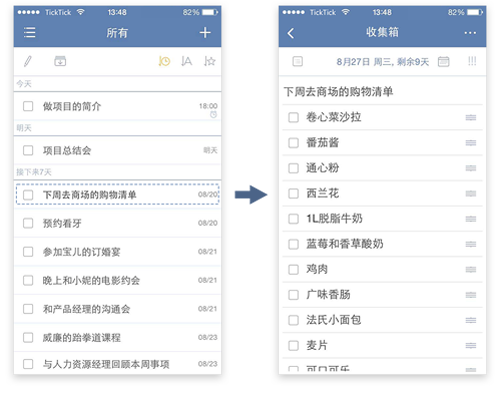 TickTick 13:48 82%
所有
今天
做项目的简介 18:00
明天
项目总结会 明天
接下来7天
下周去商场的购物清单 08/20
预约看牙 08/20
参加宝儿的订婚宴 08/21
晚上和小妮的电影约会 08/21
和产品经理的沟通会 08/21
威廉的跆拳道课程 08/23
与人力资源经理回顾本周事项 08/23
TickTick 13:48 82%
收集箱
8月27日 周三, 剩余9天
下周去商场的购物清单
卷心菜沙拉
番茄酱
通心粉
西兰花
1L脱脂牛奶
蓝莓和香草酸奶
鸡肉
广味香肠
法氏小面包
麦片
可口可乐